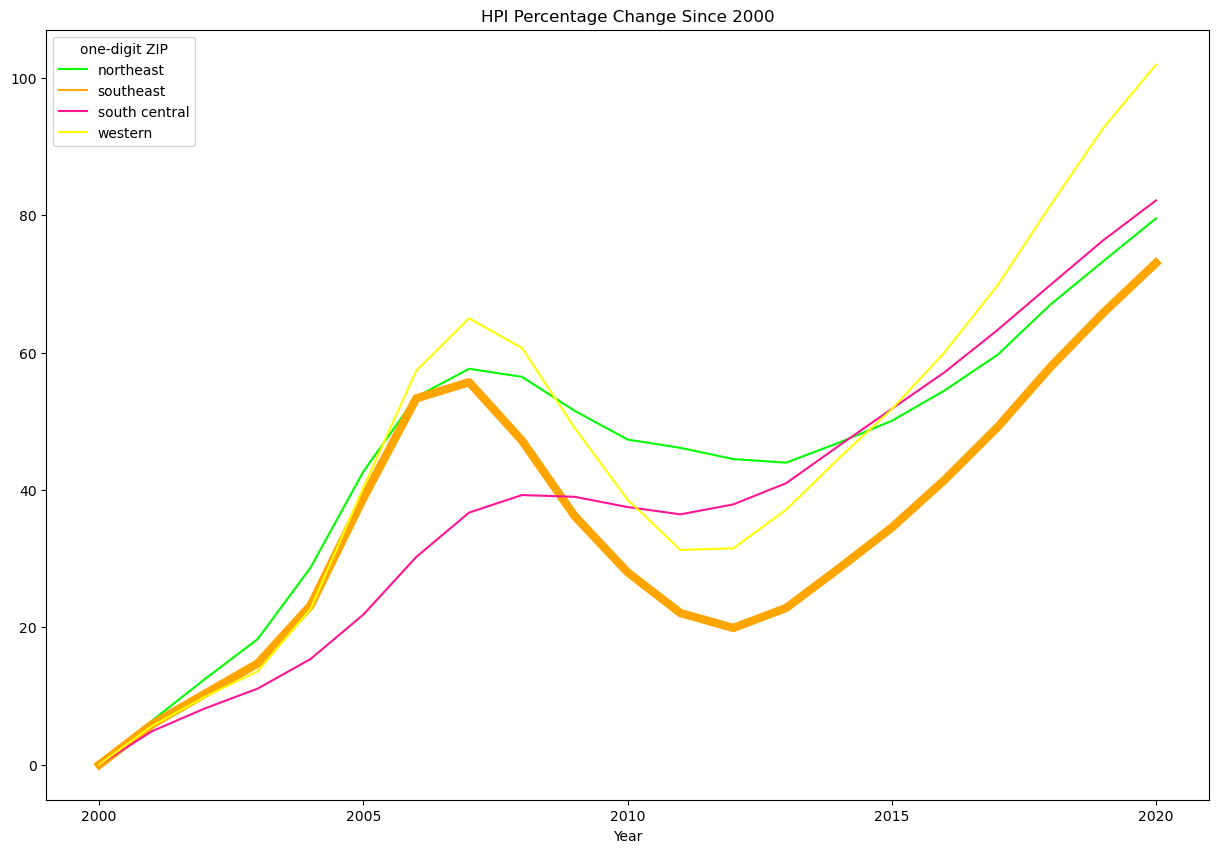 HPI Percentage Change Since 2000
one-digit ZIP
northeast
southeast
south central
western
100
80
60
40
20
0
2000 2005 2010 2015 2020
Year